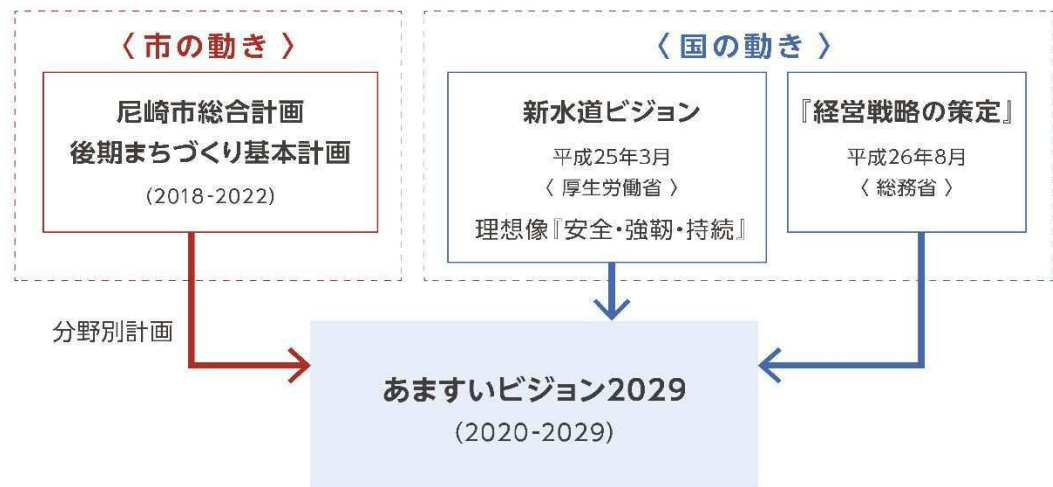 〈 市の動き 〉
尼崎市総合計画
後期まちづくり基本計画
(2018-2022)
〈 国の動き 〉
新水道ビジョン
平成25年3月
〈 厚生労働省 〉
理想像『安全・強靭・持続』
『経営戦略の策定』
平成26年8月
〈 総務省 〉
分野別計画
あますいビジョン2029
(2020-2029)